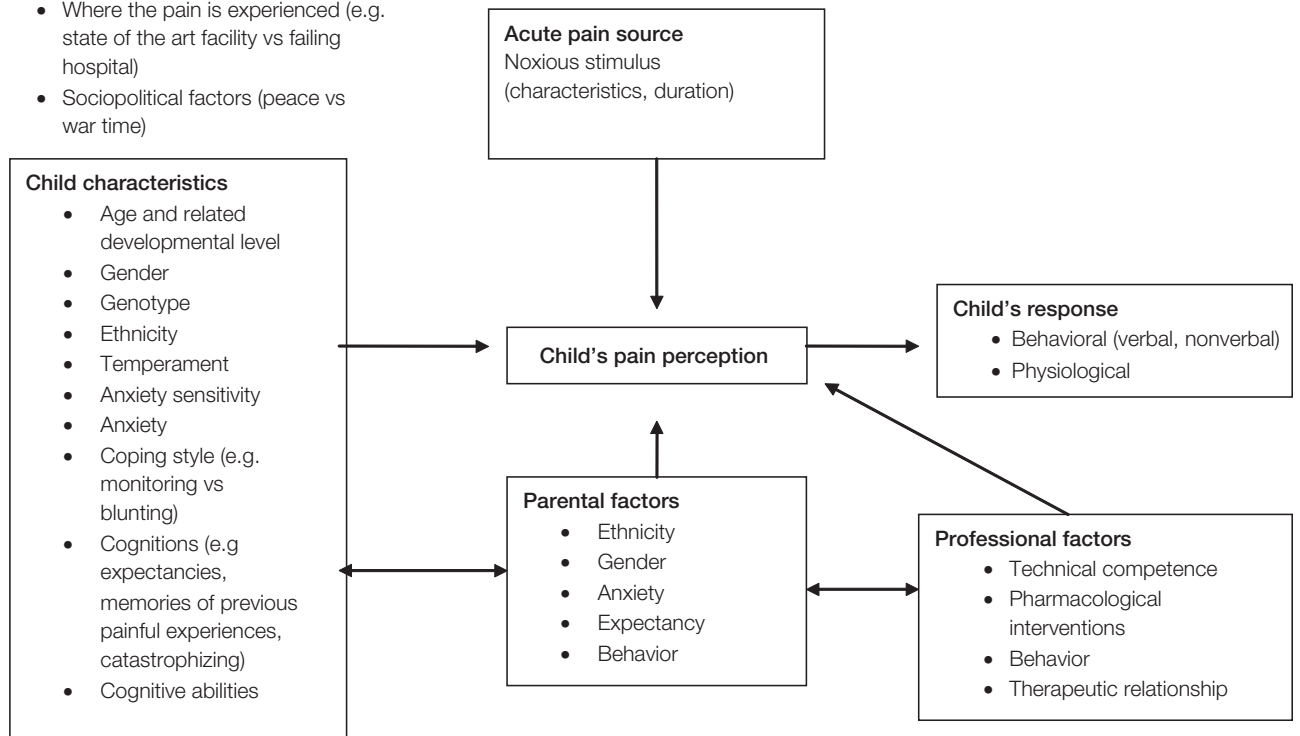 • Where the pain is experienced (e.g.
state of the art facility vs failing
hospital)
• Sociopolitical factors (peace vs
war time)
Acute pain source
Noxious stimulus
(characteristics, duration)
Child characteristics
• Age and related
developmental level
• Gender
• Genotype
• Ethnicity
• Temperament
• Anxiety sensitivity
• Anxiety
• Coping style (e.g.
monitoring vs
blunting)
• Cognitions (e.g
expectancies,
memories of previous
painful experiences,
catastrophizing)
• Cognitive abilities
Child's pain perception
Child's response
• Behavioral (verbal, nonverbal)
• Physiological
Parental factors
• Ethnicity
• Gender
• Anxiety
• Expectancy
• Behavior
Professional factors
• Technical competence
• Pharmacological
interventions
• Behavior
• Therapeutic relationship